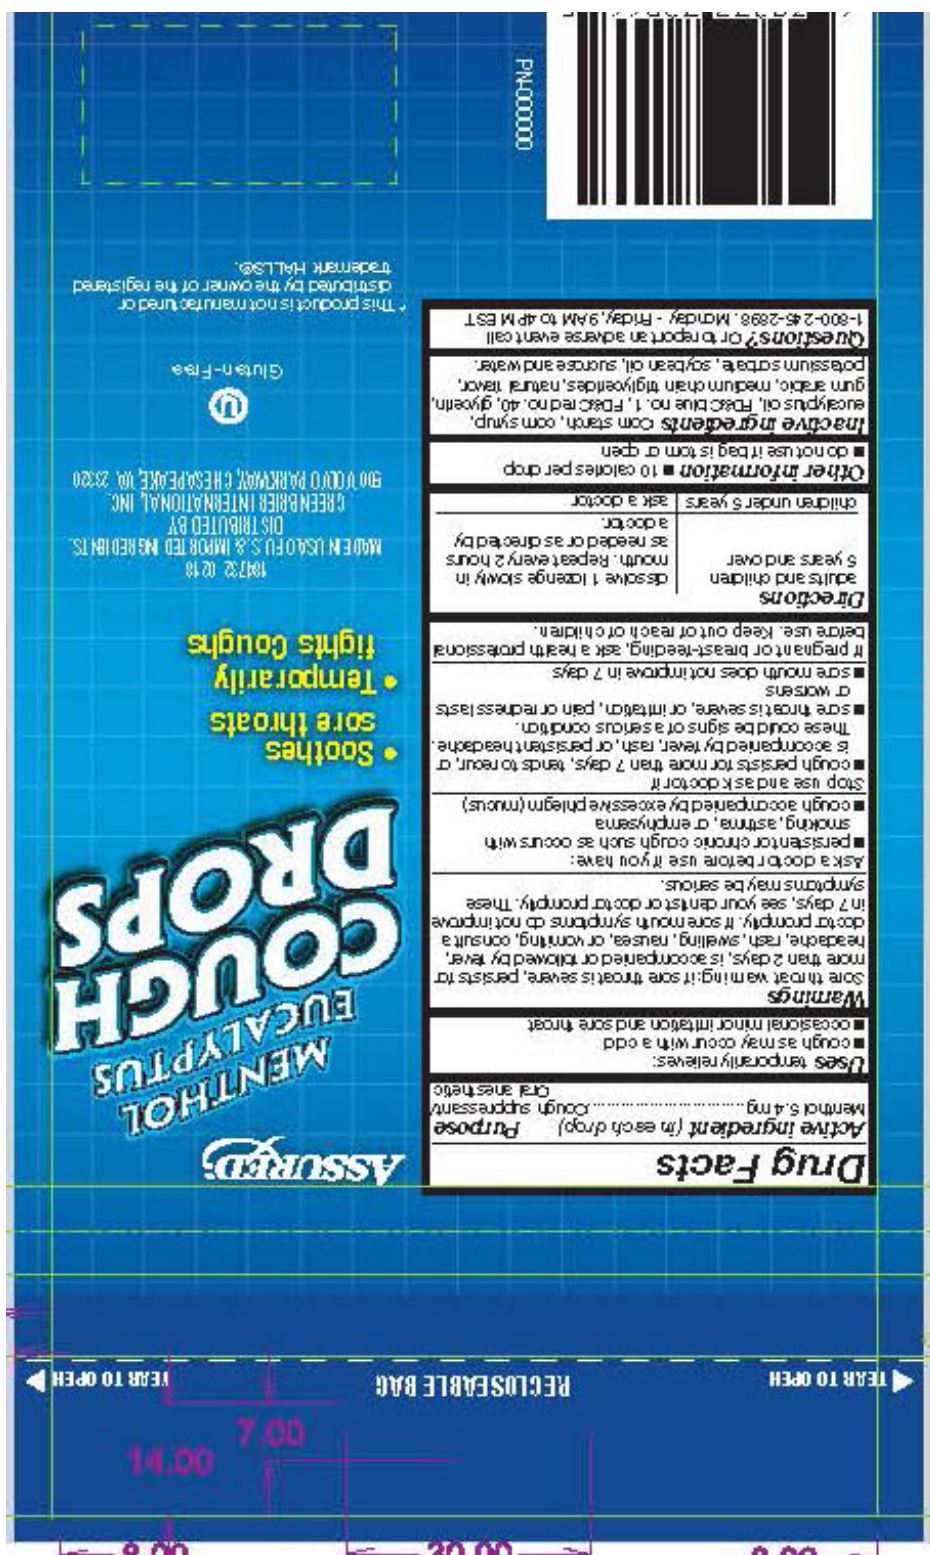 TEAR TO OPEN
RECLOSEABLE BAG
TEAR TO OPEN
7.00
14.00
8.00
Drug Facts
Active ingredient (in each drop) Purpose
Menthol 5.4 mg..........................Cough suppressant/
Oral anesthetic
Uses temporarily relieves:
■ cough as may occur with a cold
■ occasional minor irritation and sore throat
Warnings
Sore throat warning: if sore throat is severe, persists for
more than 2 days, is accompanied or followed by fever,
headache, rash, swelling, nausea, or vomiting, consult a
doctor promptly. If sore mouth symptoms do not improve
in 7 days, see your dentist or doctor promptly. These
symptoms may be serious.
Ask a doctor before use if you have:
■ persistent or chronic cough such as occurs with
smoking, asthma, or emphysema
■ cough accompanied by excessive phlegm (mucus)
Stop use and ask doctor if
■ cough persists for more than 7 days, tends to recur, or
is accompanied by fever, rash, or persistent headache.
These could be signs of a serious condition.
■ sore throat is severe, or irritation, pain or redness lasts
or worsens
■ sore mouth does not improve in 7 days
If pregnant or breast-feeding, ask a health professional
before use. Keep out of reach of children.
Directions
adults and children
5 years and over
dissolve 1 lozenge slowly in
mouth. Repeat every 2 hours
as needed or as directed by
a doctor.
children under 5 years
ask a doctor
Other information ■ 10 calories per drop
■ do not use if bag is torn or open
Inactive ingredients Corn starch, corn syrup,
eucalyptus oil, FD&C blue no. 1, FD&C red no. 40, glycerin,
gum arabic, medium chain triglycerides, natural flavor,
potassium sorbate, soybean oil, sucrose and water.
Questions? Or to report an adverse event call
1-800-245-2898. Monday - Friday, 9AM to 4PM EST
PN-000000
ASSURED
MENTHOL
EUCALYPTUS
COUGH
DROPS
• Soothes
sore throats
• Temporarily
fights Coughs
184732 0218
MADE IN USA OF U.S. & IMPORTED INGREDIENTS.
DISTRIBUTED BY
GREENBRIER INTERNATIONAL, INC.
500 VOLVO PARKWAY, CHESAPEAKE, VA 23320
U
Gluten-Free
*This product is not manufactured or
distributed by the owner of the registered
trademark HALLS®.